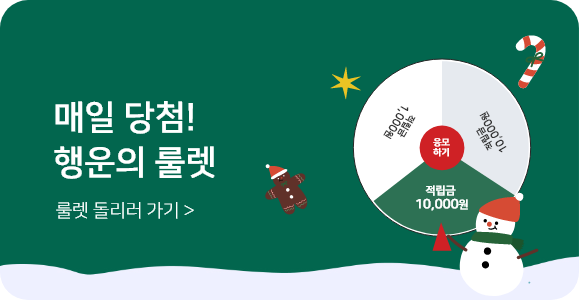 매일 당첨!
행운의 룰렛
룰렛 돌리러 가기 >
적립금
1,000원
적립금
10,000원
응모
하기
적립금
10,000원